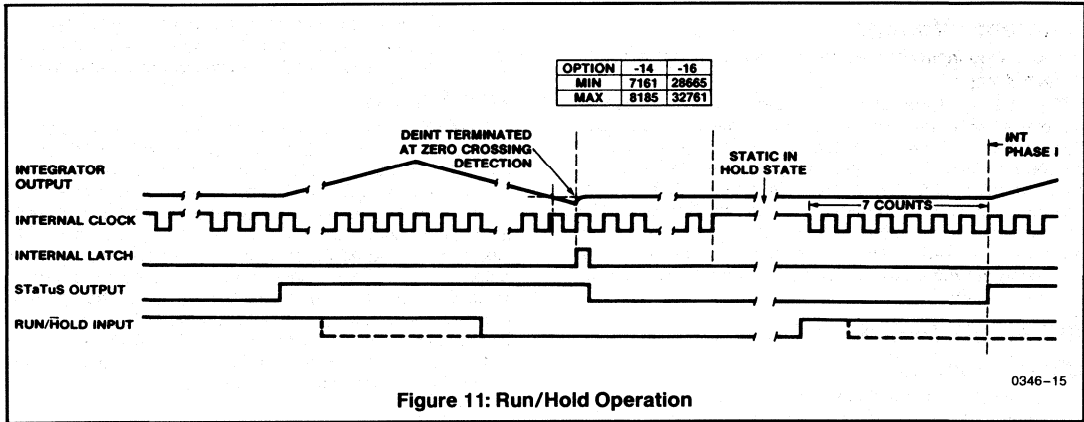 OPTION -14 -16
MIN 7161 28665
MAX 8185 32761
DEINT TERMINATED
AT ZERO CROSSING
DETECTION
INT
PHASE I
STATIC IN
HOLD STATE
INTEGRATOR
OUTPUT
INTERNAL CLOCK
7 COUNTS
INTERNAL LATCH
STaTuS OUTPUT
RUN/H̅OLD INPUT
0346-15
Figure 11: Run/Hold Operation